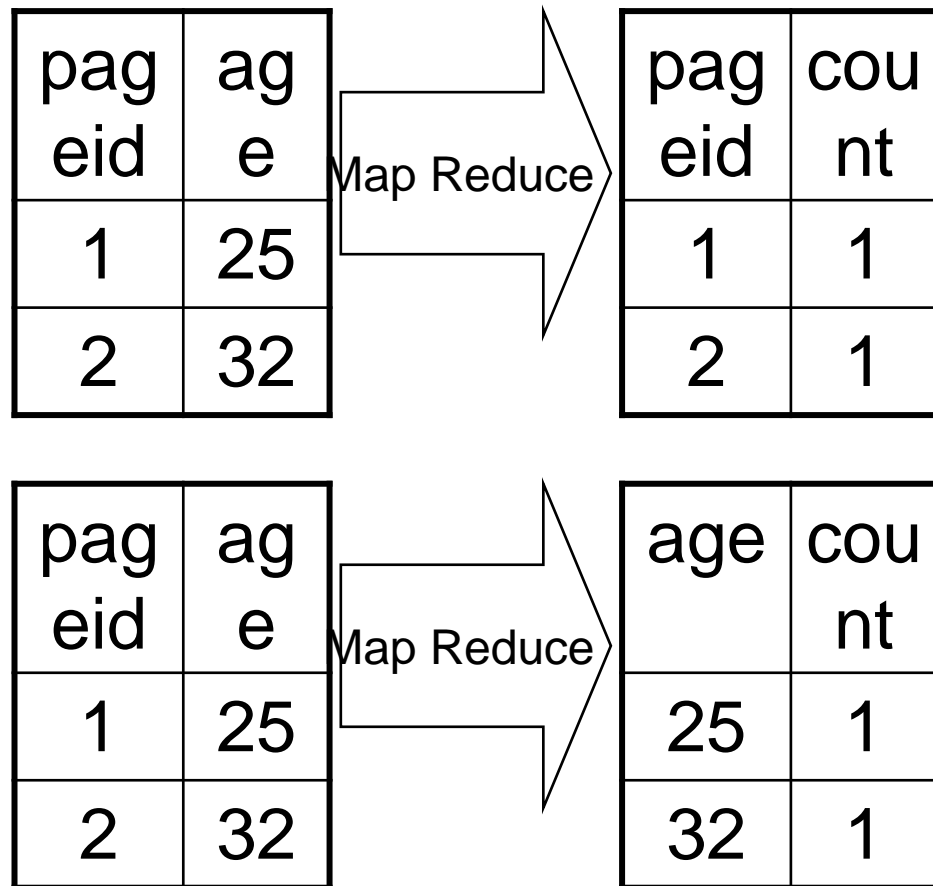 pag ag
eid e
1 25
2 32
Map Reduce
pag cou
eid nt
1 1
2 1
pag ag
eid e
1 25
2 32
Map Reduce
age cou
nt
25 1
32 1